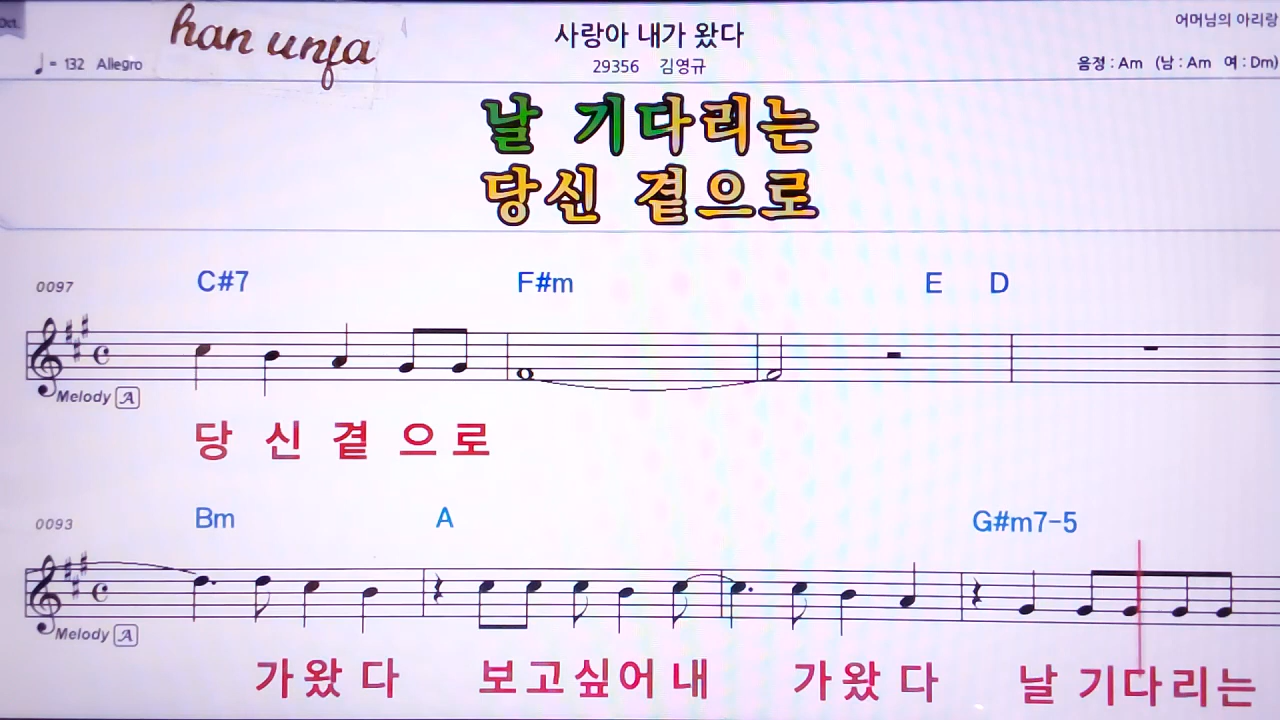 Oct.
han unfa
사랑아 내가 왔다
어머님의 아리랑
♩= 132 Allegro
29356 김영규
음정 : Am (남 : Am 여 : Dm)
날 기다리는
당신 곁으로
0097
C#7 F#m E D
Melody A
당 신 곁 으 로
0093
Bm A G#m7-5
Melody A
가 왔 다 보 고 싶 어 내 가 왔 다 날 기 다 리 는